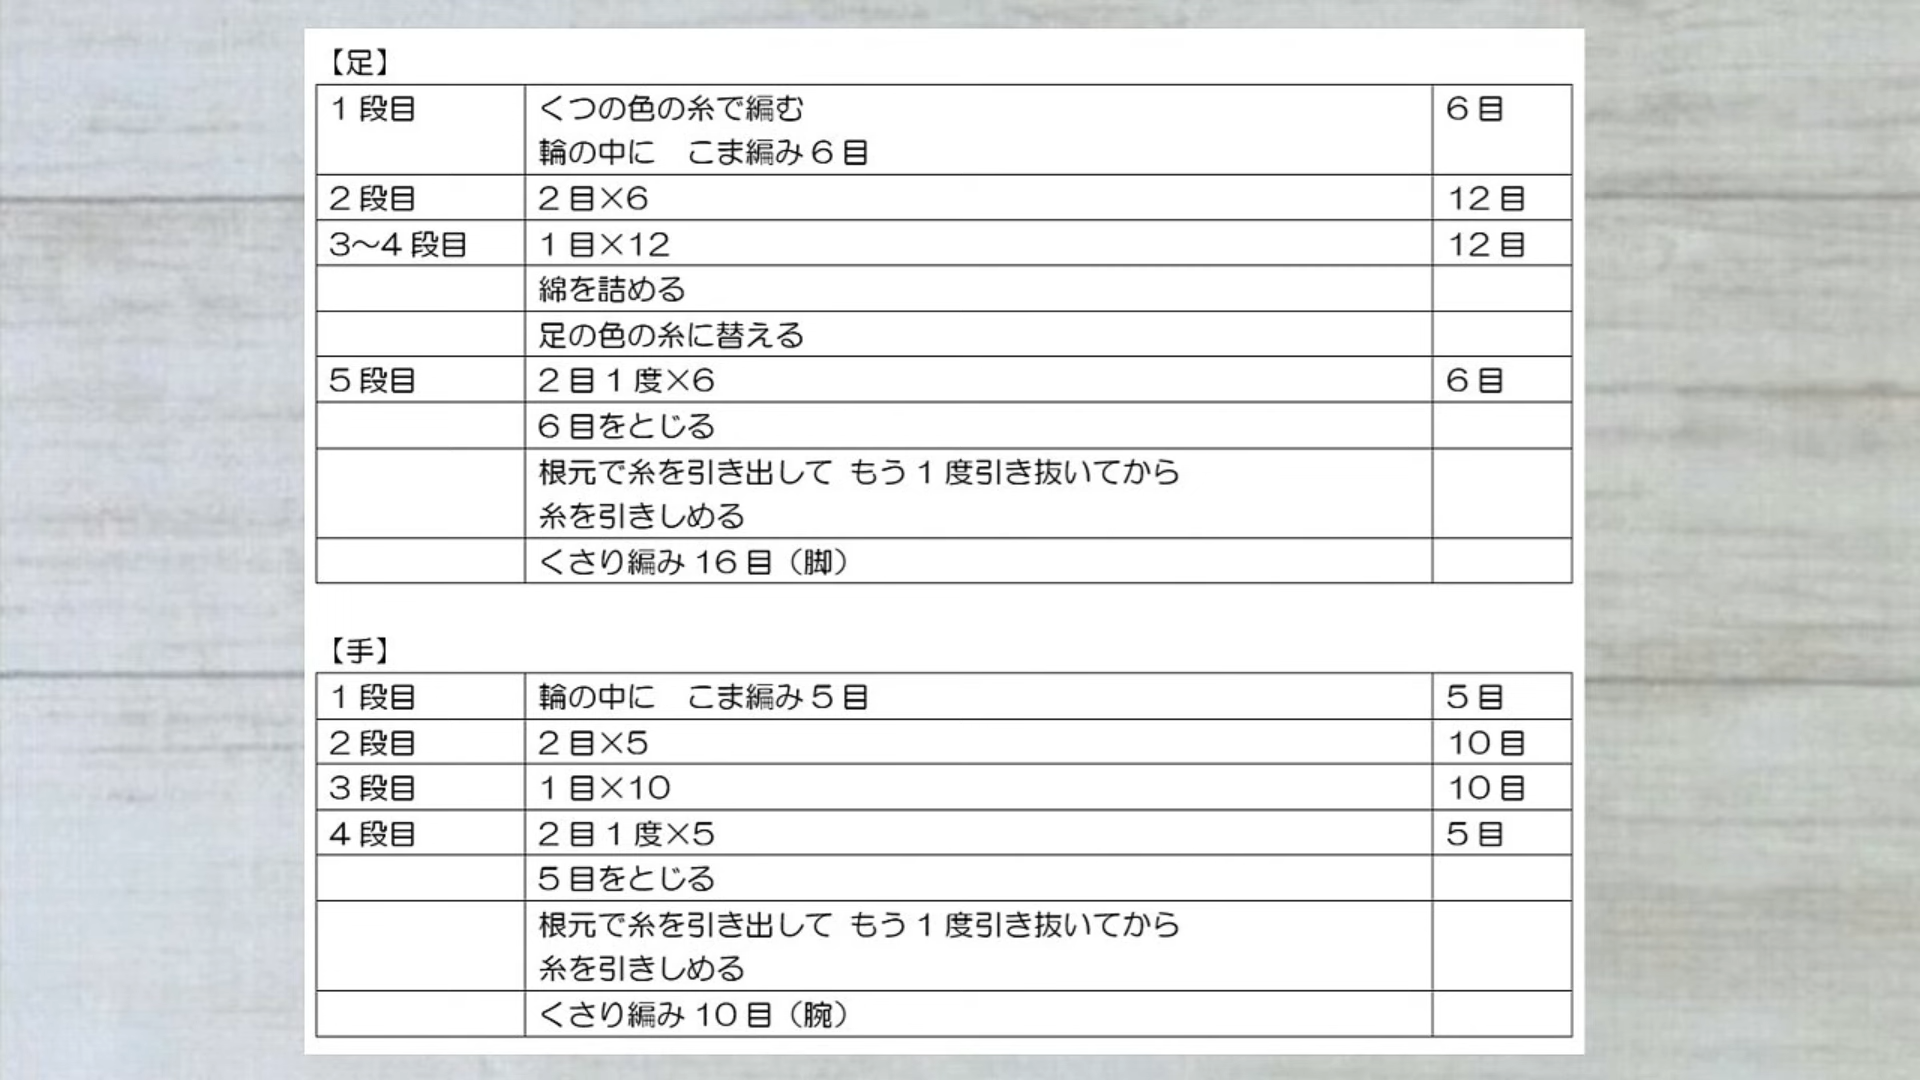 【足】
1段目 くつの色の糸で編む 6目
輪の中に　こま編み6目
2段目 2目×6 12目
3～4段目 1目×12 12目
綿を詰める
足の色の糸に替える
5段目 2目1度×6 6目
6目をとじる
根元で糸を引き出して もう1度引き抜いてから
糸を引きしめる
くさり編み16目（脚）
【手】
1段目 輪の中に　こま編み5目 5目
2段目 2目×5 10目
3段目 1目×10 10目
4段目 2目1度×5 5目
5目をとじる
根元で糸を引き出して もう1度引き抜いてから
糸を引きしめる
くさり編み10目（腕）